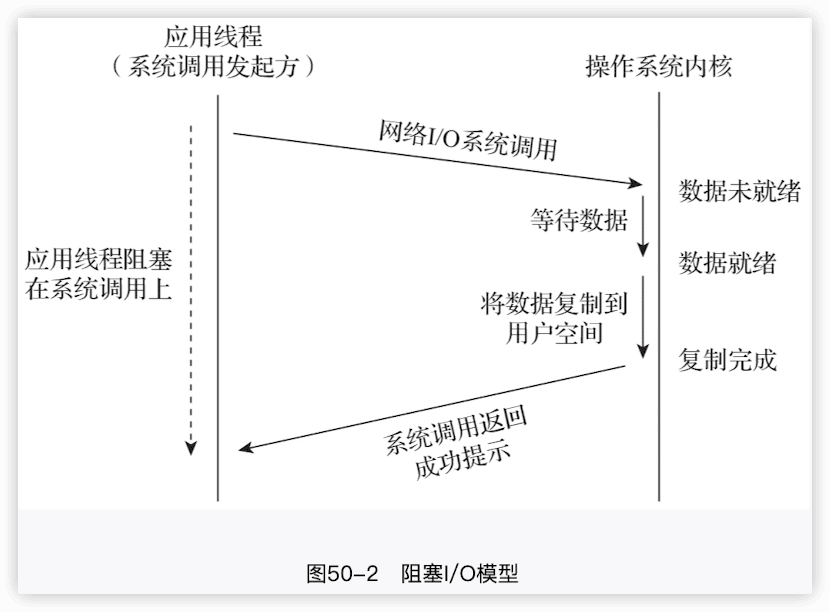 应用线程
（系统调用发起方）
操作系统内核
网络I/O系统调用
数据未就绪
等待数据
应用线程阻塞
在系统调用上
数据就绪
将数据复制到
用户空间
复制完成
系统调用返回
成功提示
图50-2 阻塞I/O模型